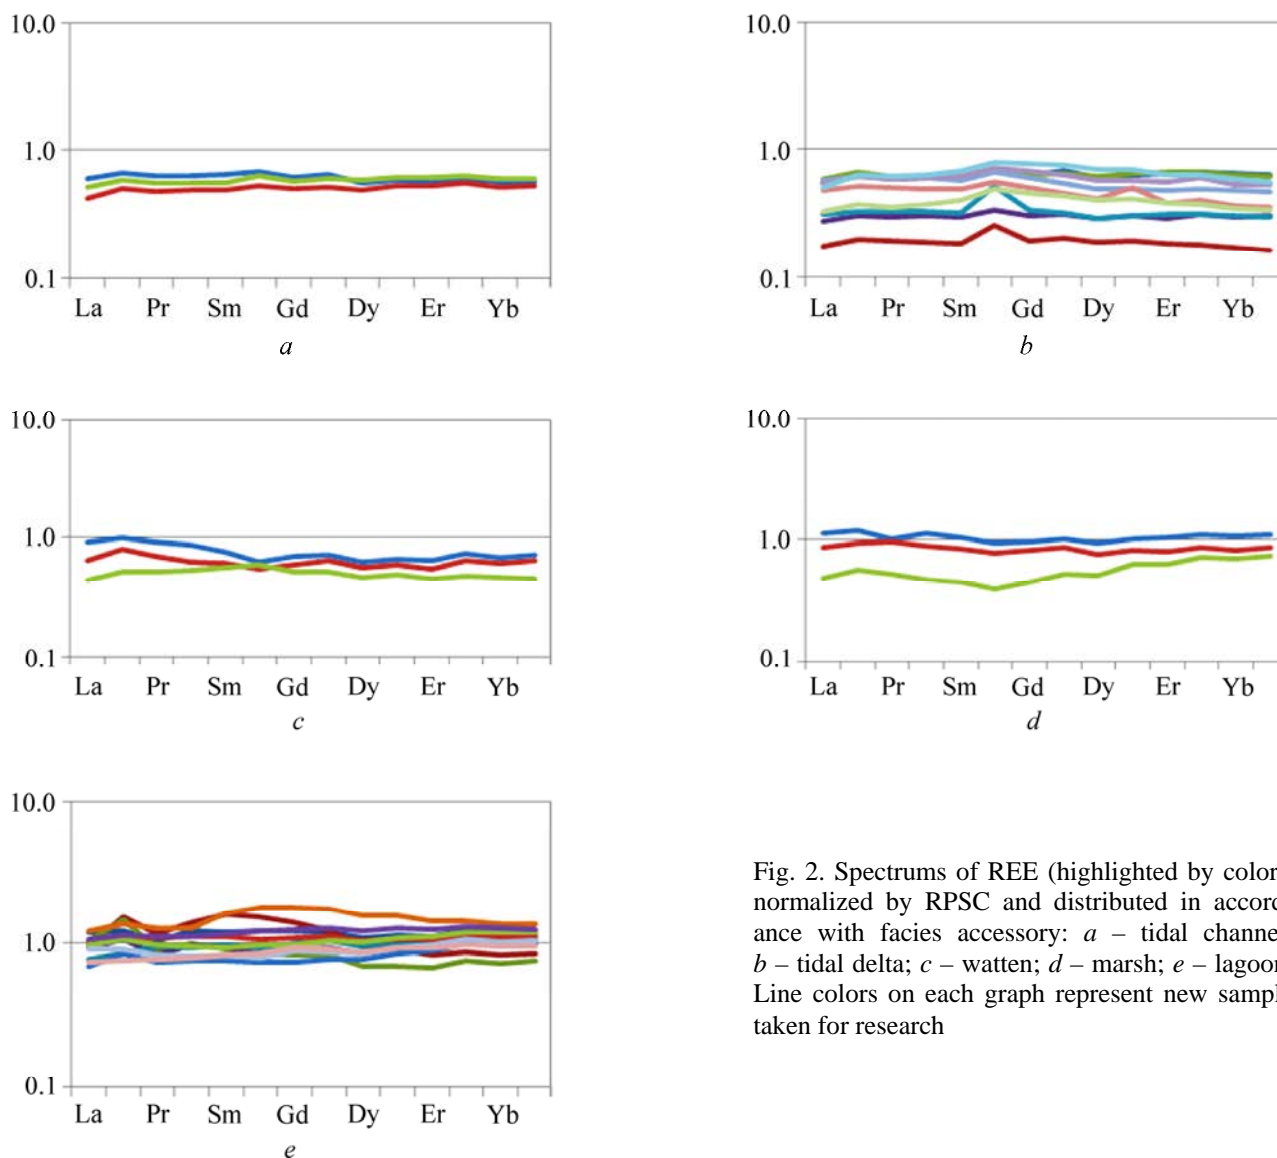 10.0
1.0
0.1
La Pr Sm Gd Dy Er Yb
a
10.0
1.0
0.1
La Pr Sm Gd Dy Er Yb
b
10.0
1.0
0.1
La Pr Sm Gd Dy Er Yb
c
10.0
1.0
0.1
La Pr Sm Gd Dy Er Yb
d
10.0
1.0
0.1
La Pr Sm Gd Dy Er Yb
e
Fig. 2. Spectrums of REE (highlighted by color
normalized by RPSC and distributed in accord
ance with facies accessory: a – tidal channe
b – tidal delta; c – watten; d – marsh; e – lagoon
Line colors on each graph represent new sampl
taken for research